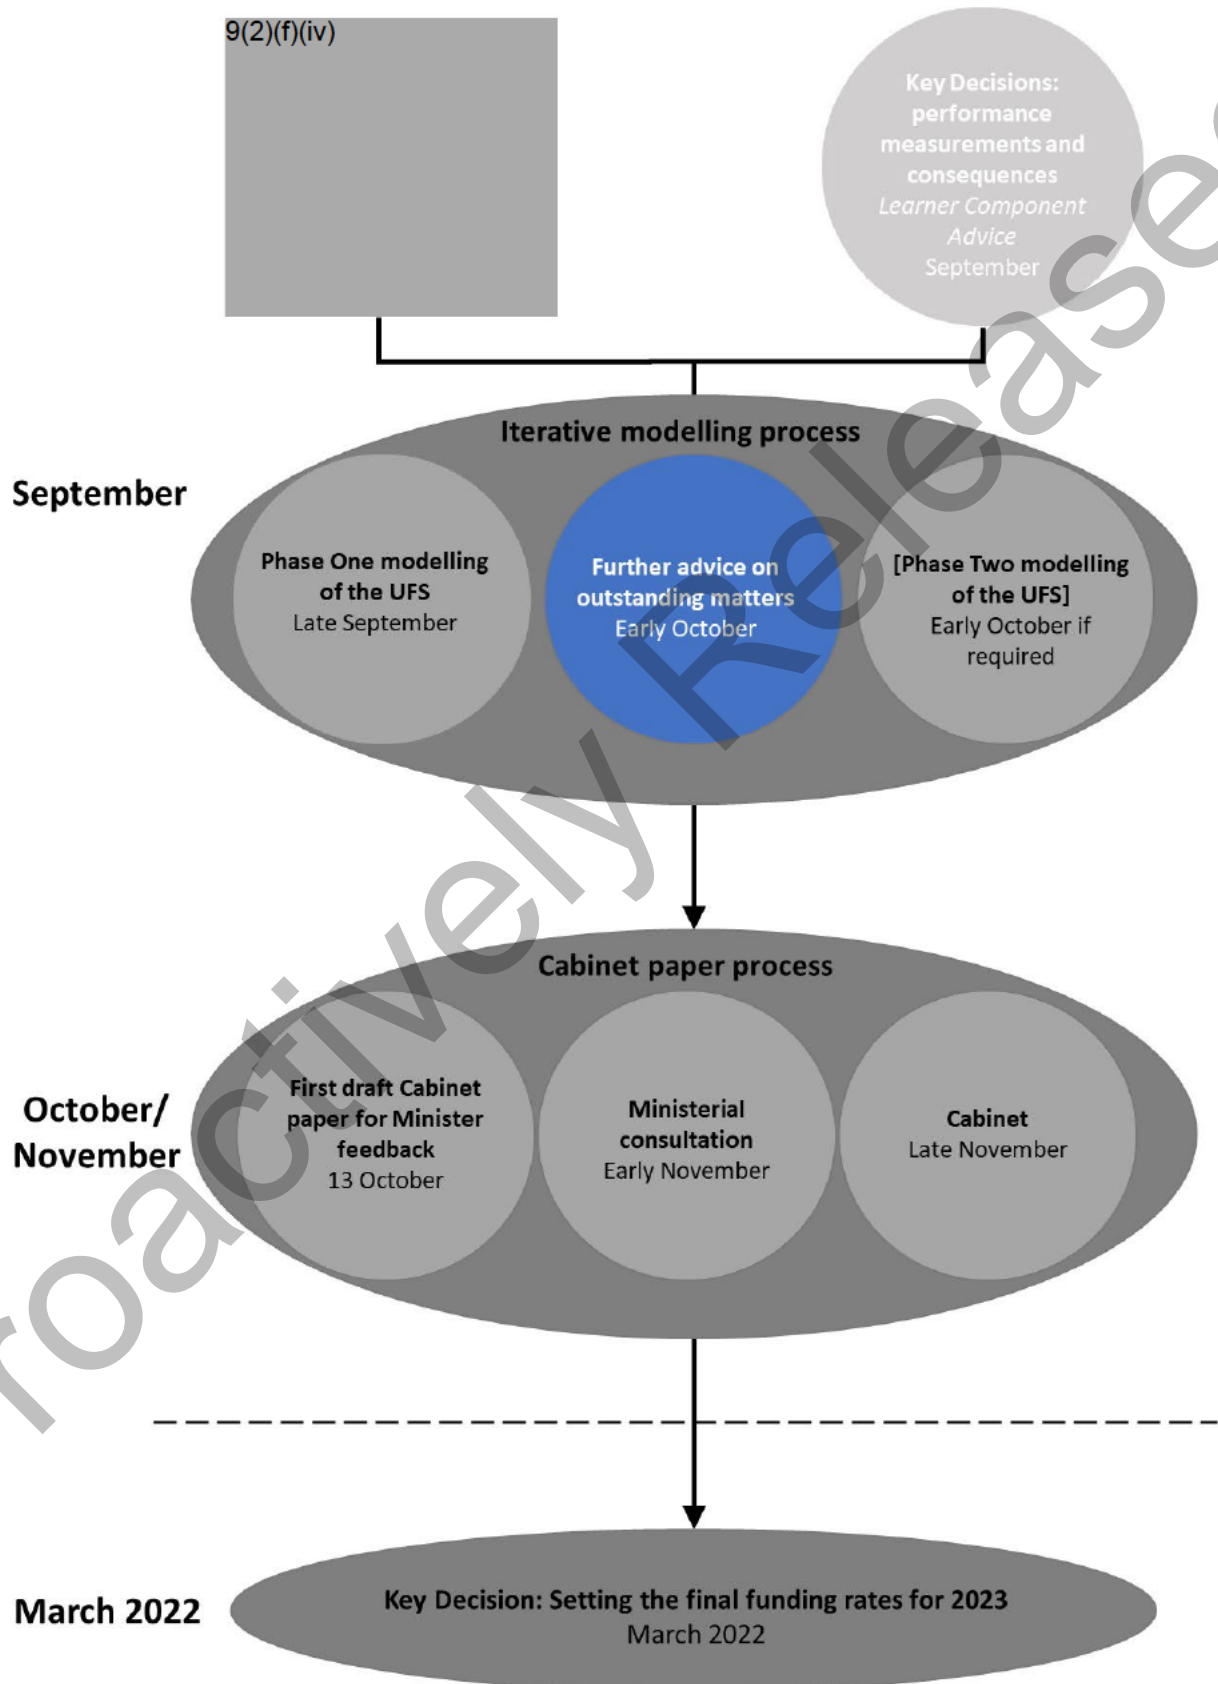 9(2)(f)(iv)
Key Decisions:
performance
measurements and
consequences
Learner Component
Advice
September
Iterative modelling process
September
Phase One modelling
of the UFS
Late September
Further advice on
outstanding matters
Early October
[Phase Two modelling
of the UFS]
Early October if
required
Cabinet paper process
October/
November
First draft Cabinet
paper for Minister
feedback
13 October
Ministerial
consultation
Early November
Cabinet
Late November
March 2022
Key Decision: Setting the final funding rates for 2023
March 2022
roactively Release